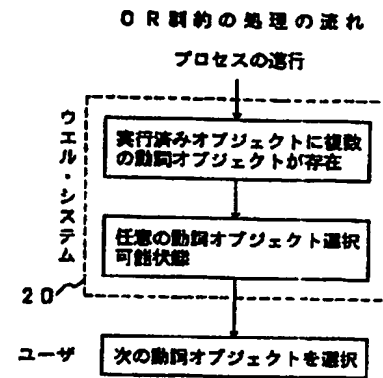 OR制約の処理の流れ
プロセスの進行
ウエル・システム
実行済みオブジェクトに複数
の動詞オブジェクトが存在
任意の動詞オブジェクト選択
可能状態
20
ユーザ
次の動詞オブジェクトを選択